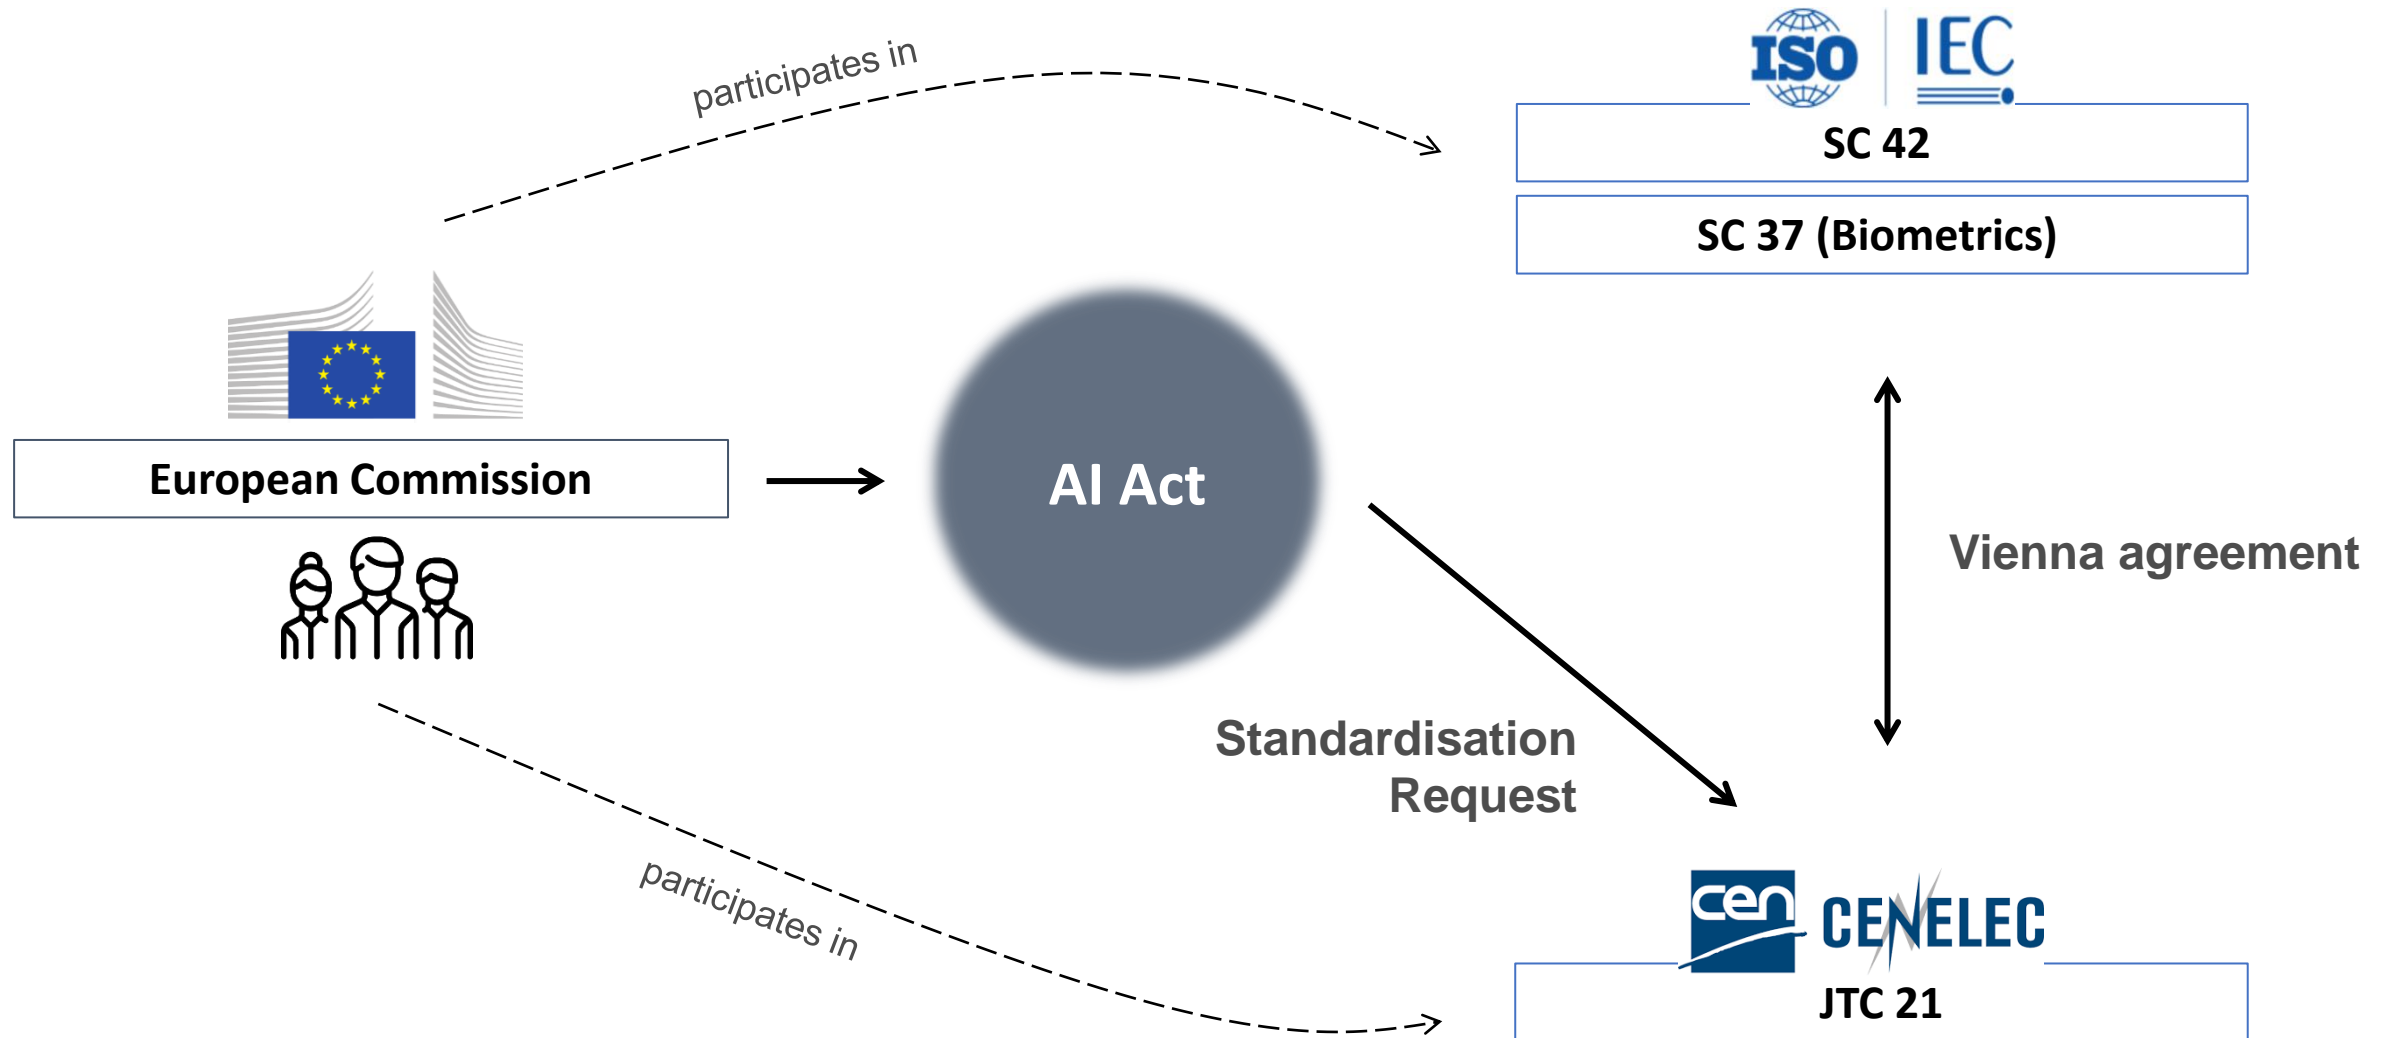 participates in
ISO
IEC
SC 42
SC 37 (Biometrics)
European Commission
AI Act
Vienna agreement
Standardisation
Request
participates in
cen
CENELEC
JTC 21